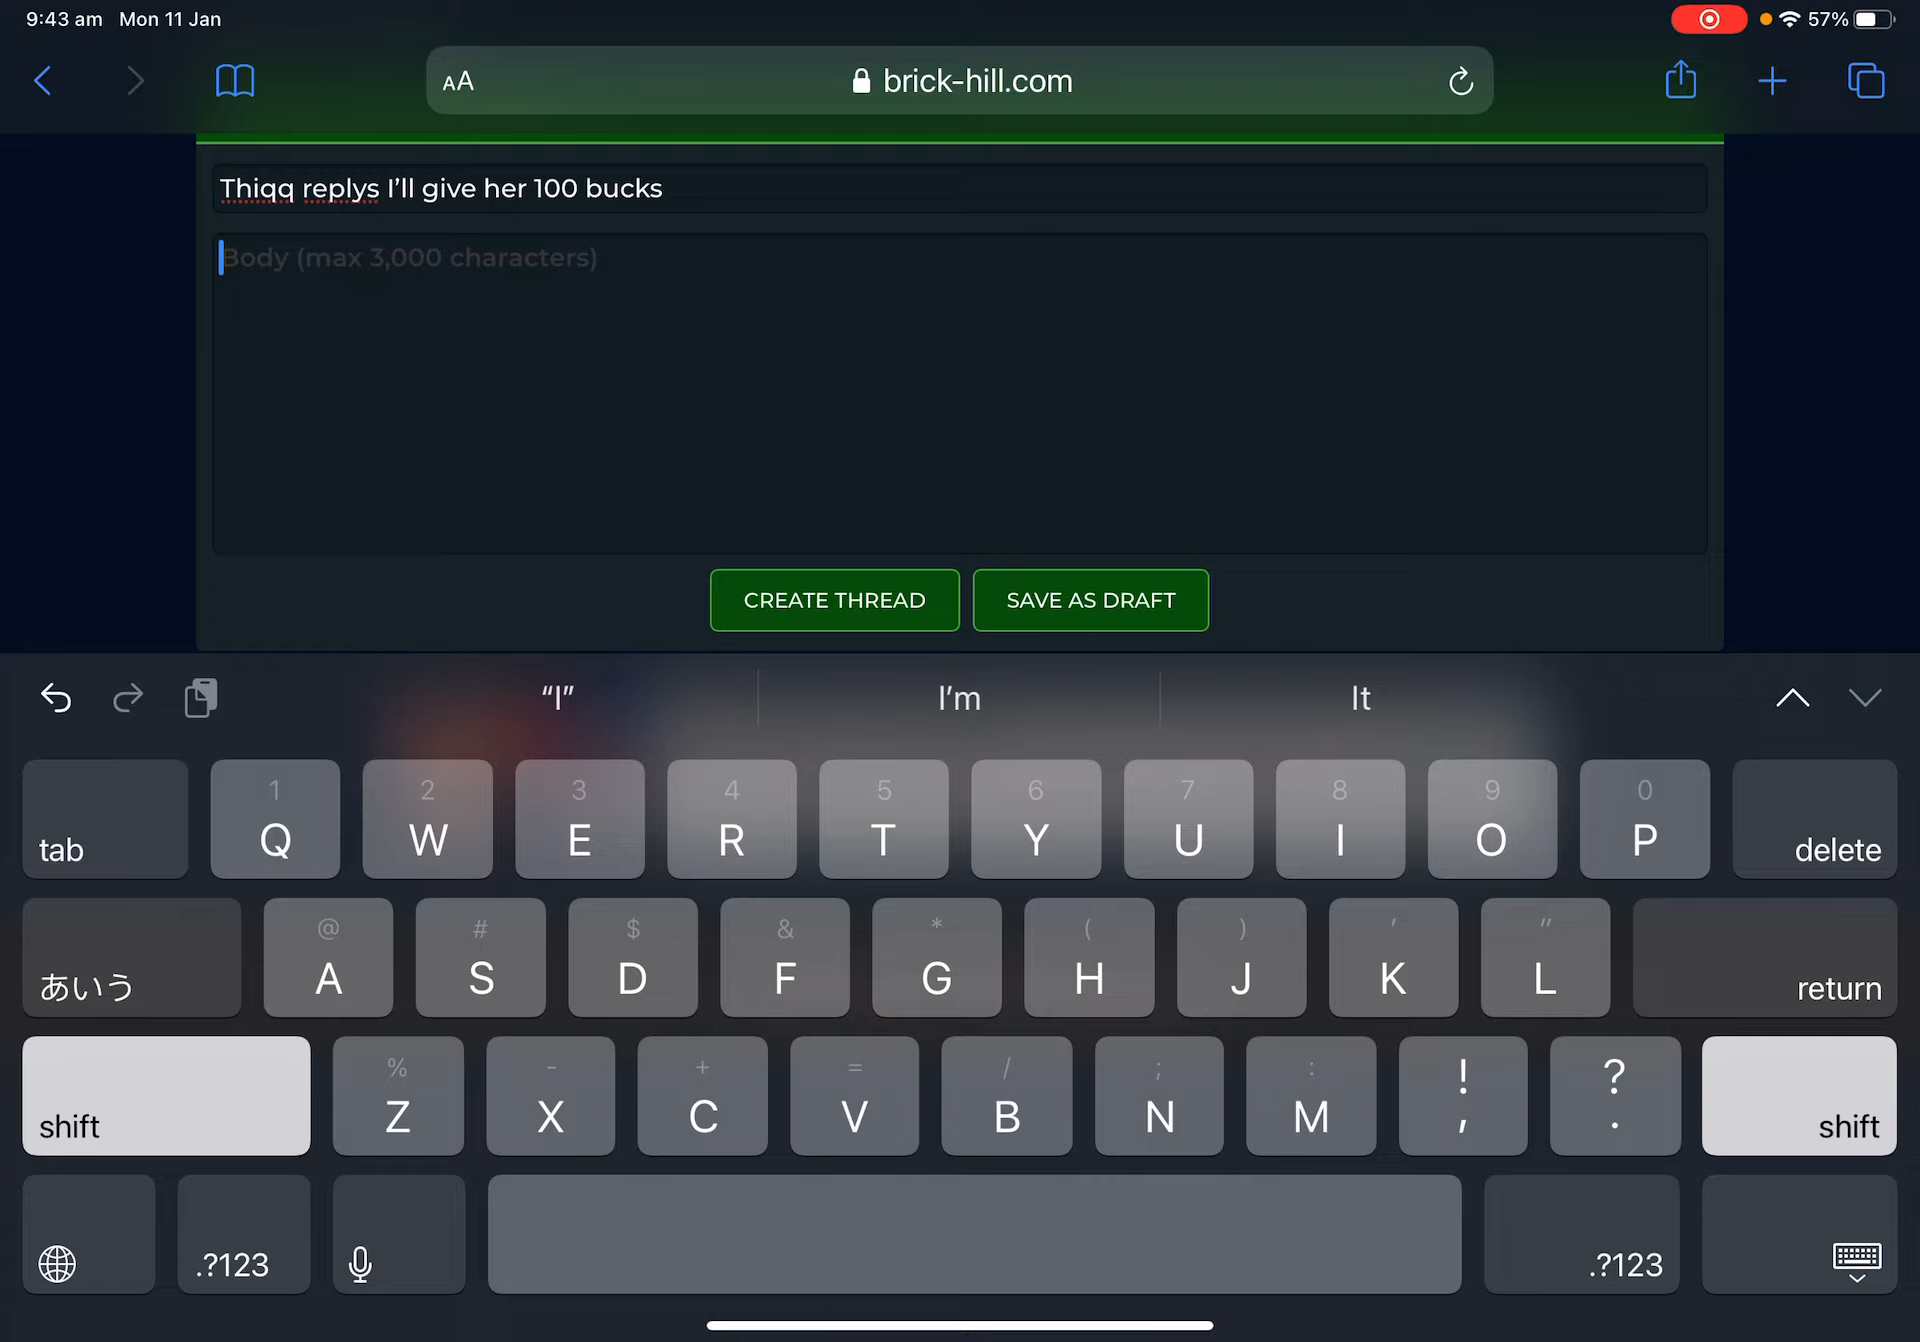 9:43 am Mon 11 Jan
57%
AA
brick-hill.com
Thiqq replys I’ll give her 100 bucks
Body (max 3,000 characters)
CREATE THREAD
SAVE AS DRAFT
“I”
I’m
It
tab
1 Q
2 W
3 E
4 R
5 T
6 Y
7 U
8 I
9 O
0 P
delete
あいう
@ A
# S
$ D
& F
* G
( H
) J
' K
" L
return
shift
% Z
- X
+ C
= V
/ B
; N
: M
! ,
? .
shift
.?123
.?123